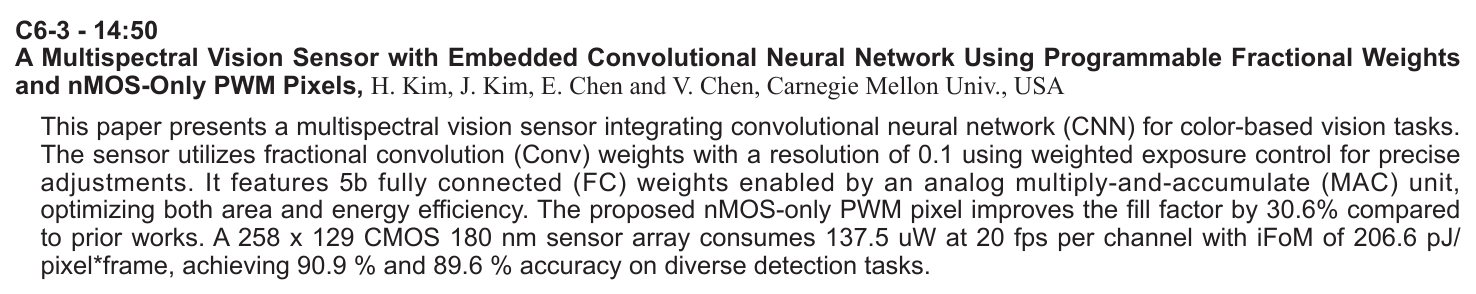 C6-3 - 14:50
A Multispectral Vision Sensor with Embedded Convolutional Neural Network Using Programmable Fractional Weights
and nMOS-Only PWM Pixels, H. Kim, J. Kim, E. Chen and V. Chen, Carnegie Mellon Univ., USA
This paper presents a multispectral vision sensor integrating convolutional neural network (CNN) for color-based vision tasks.
The sensor utilizes fractional convolution (Conv) weights with a resolution of 0.1 using weighted exposure control for precise
adjustments. It features 5b fully connected (FC) weights enabled by an analog multiply-and-accumulate (MAC) unit,
optimizing both area and energy efficiency. The proposed nMOS-only PWM pixel improves the fill factor by 30.6% compared
to prior works. A 258 x 129 CMOS 180 nm sensor array consumes 137.5 uW at 20 fps per channel with iFoM of 206.6 pJ/
pixel*frame, achieving 90.9 % and 89.6 % accuracy on diverse detection tasks.